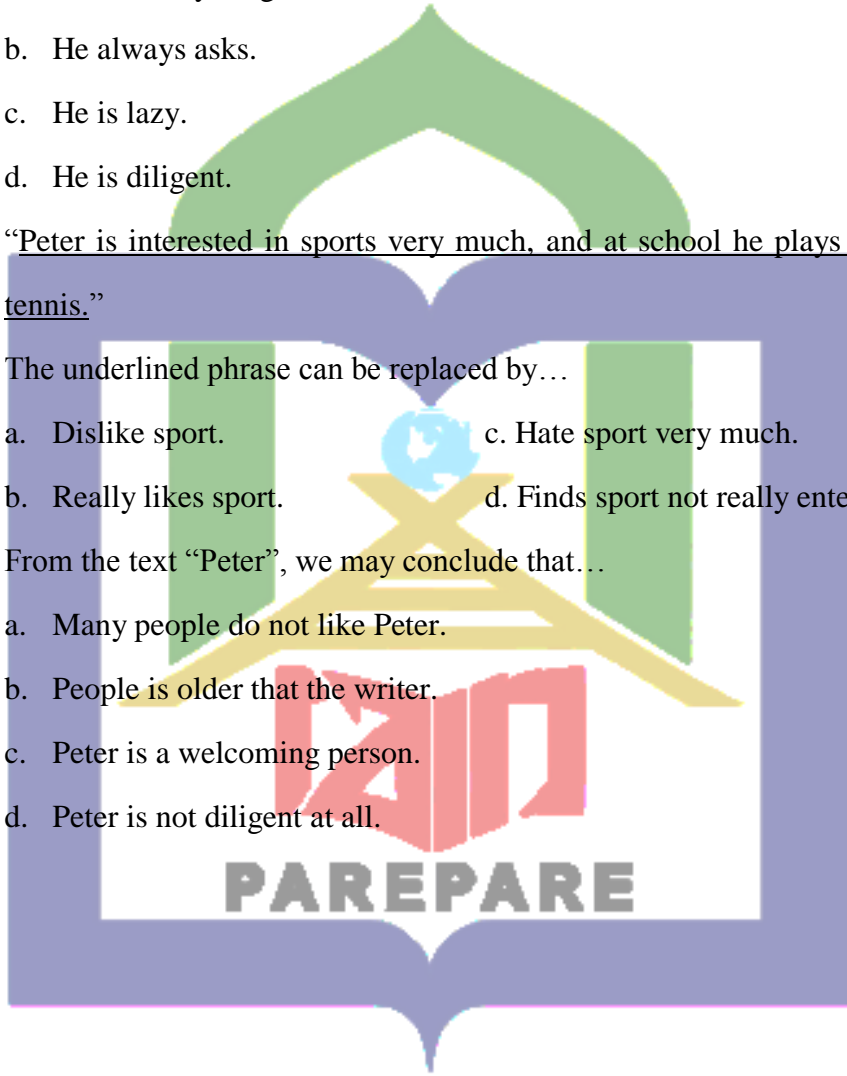 b. He always asks.
c. He is lazy.
d. He is diligent.
“Peter is interested in sports very much, and at school he plays
tennis.”
The underlined phrase can be replaced by…
a. Dislike sport. c. Hate sport very much.
b. Really likes sport. d. Finds sport not really
From the text “Peter”, we may conclude that…
a. Many people do not like Peter.
b. People is older that the writer.
c. Peter is a welcoming person.
d. Peter is not diligent at all.
PAREPARE